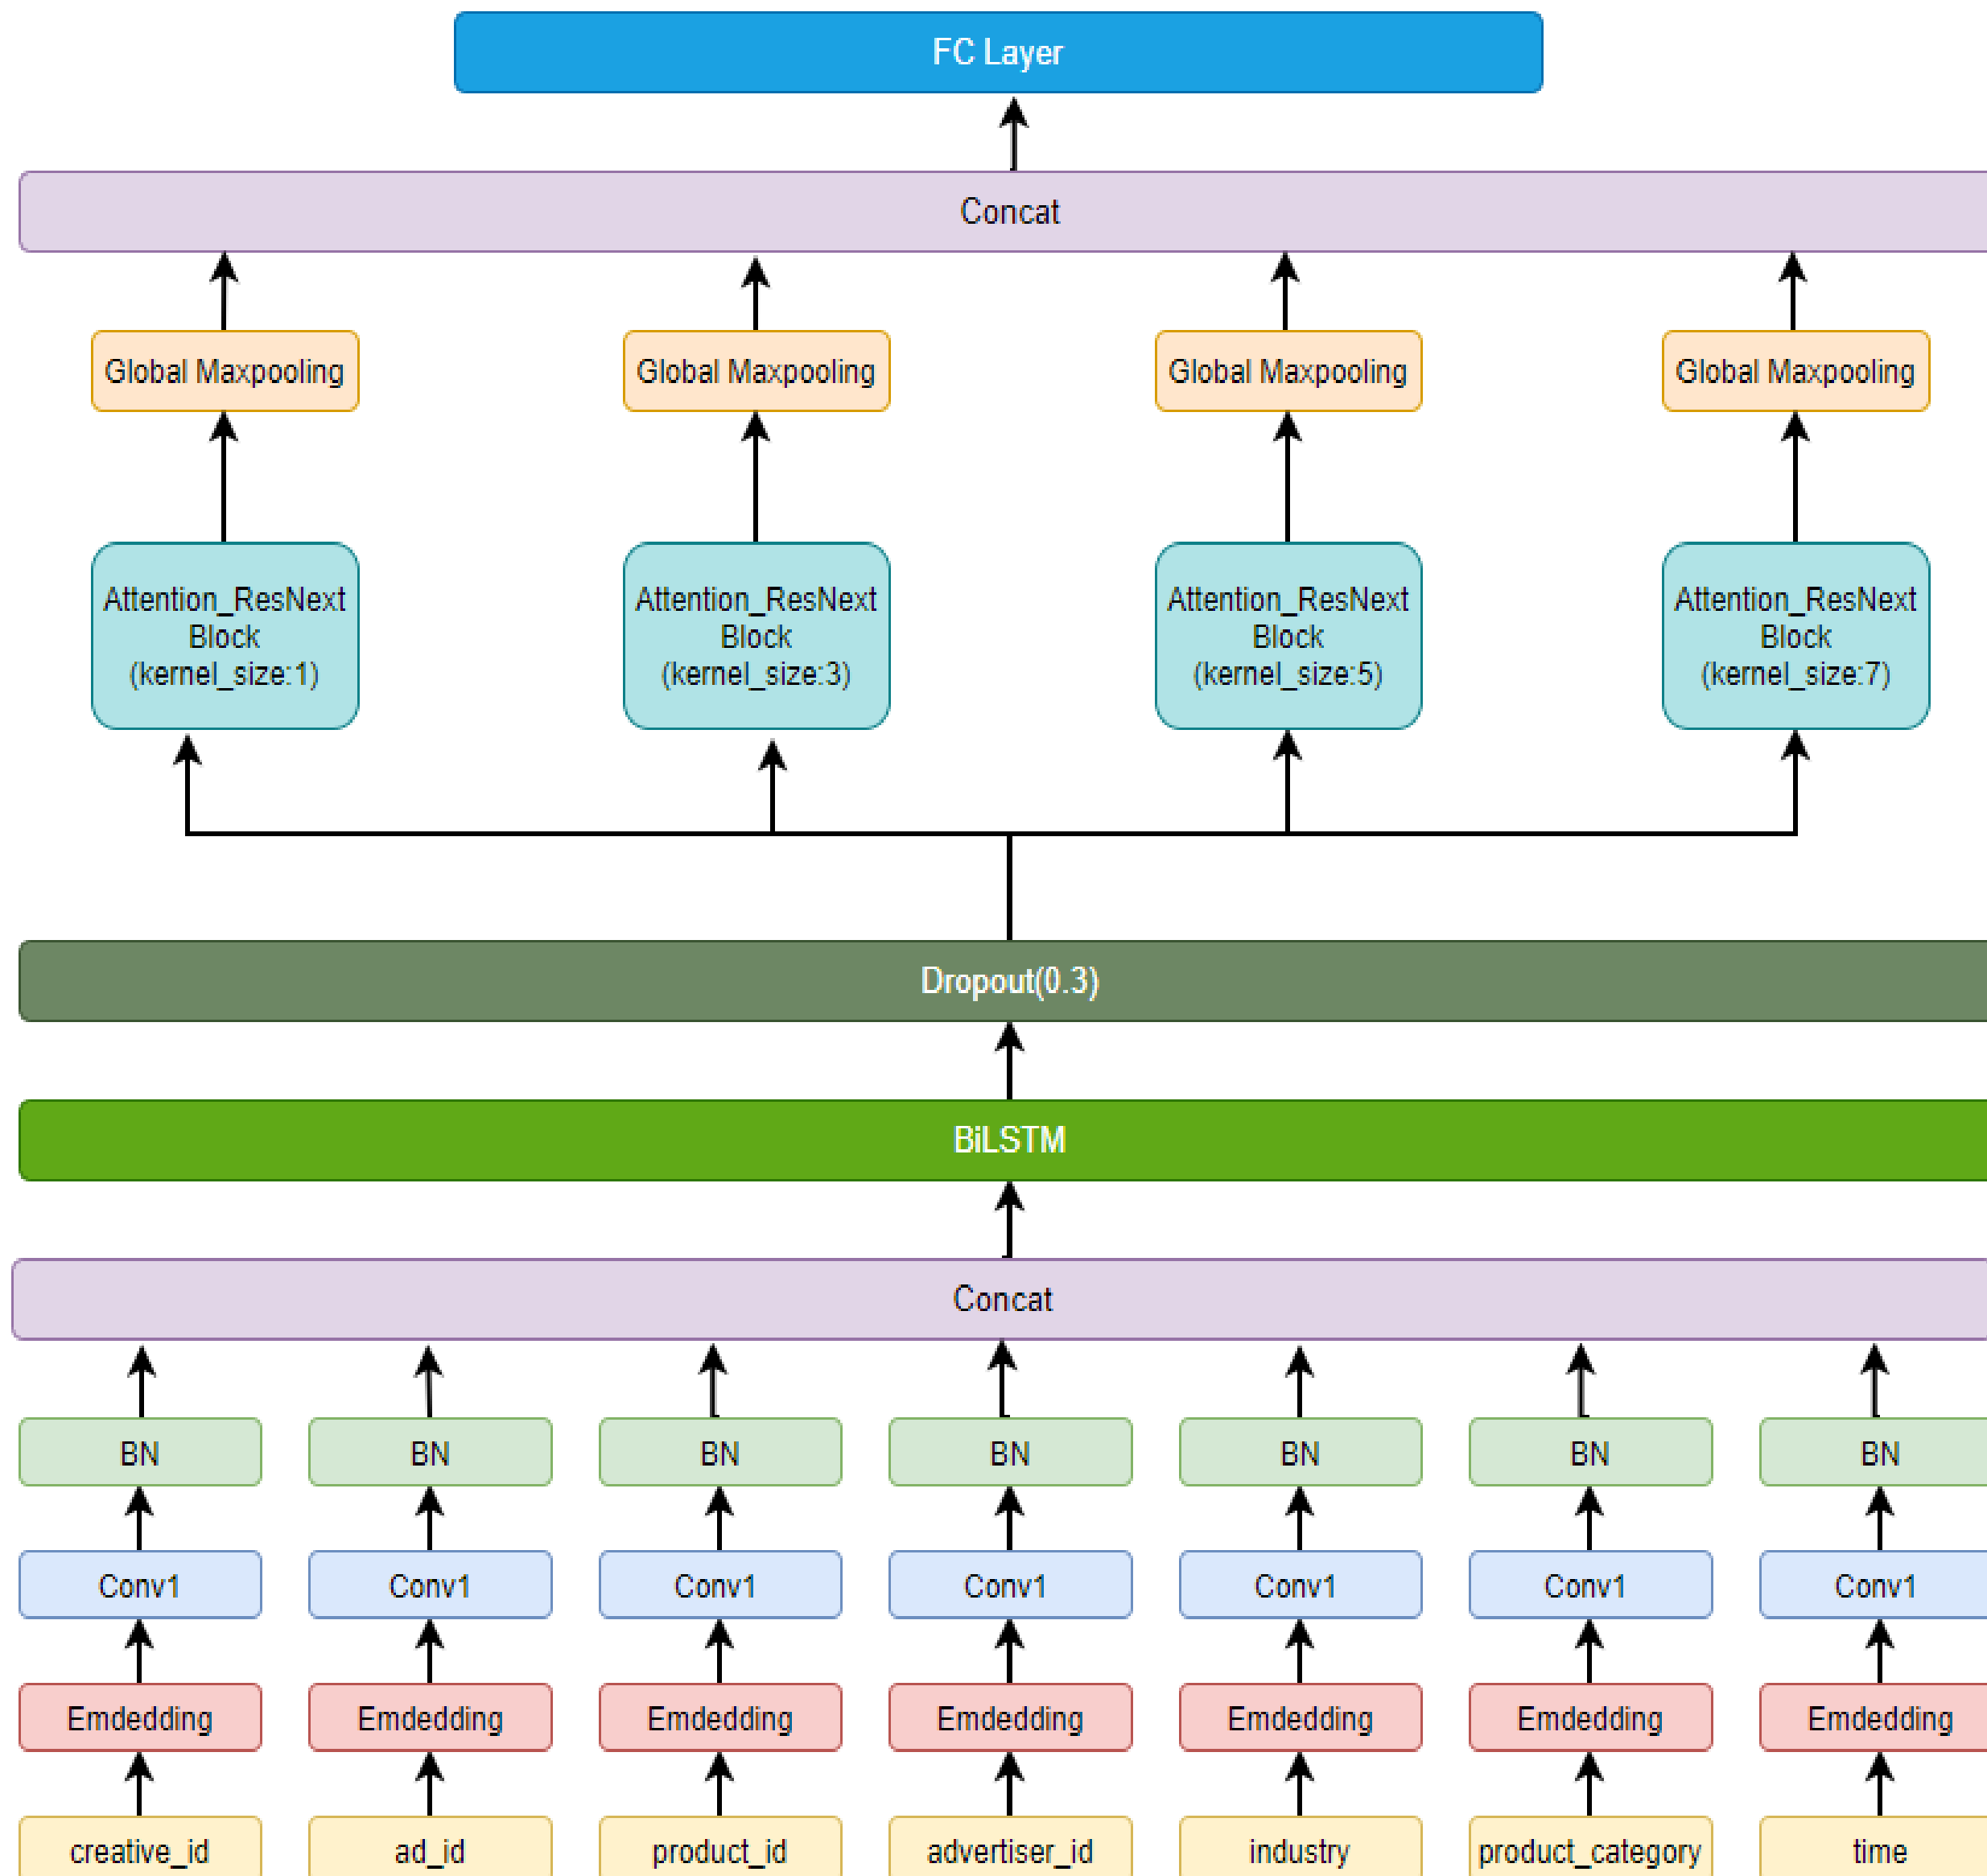 FC Layer
Concat
Global Maxpooling
Global Maxpooling
Global Maxpooling
Global Maxpooling
Attention_ResNext
Block
(kernel_size:1)
Attention_ResNext
Block
(kernel_size:3)
Attention_ResNext
Block
(kernel_size:5)
Attention_ResNext
Block
(kernel_size:7)
Dropout(0.3)
BiLSTM
Concat
BN
BN
BN
BN
BN
BN
BN
Conv1
Conv1
Conv1
Conv1
Conv1
Conv1
Conv1
Emdedding
Emdedding
Emdedding
Emdedding
Emdedding
Emdedding
Emdedding
creative_id
ad_id
product_id
advertiser_id
industry
product_category
time